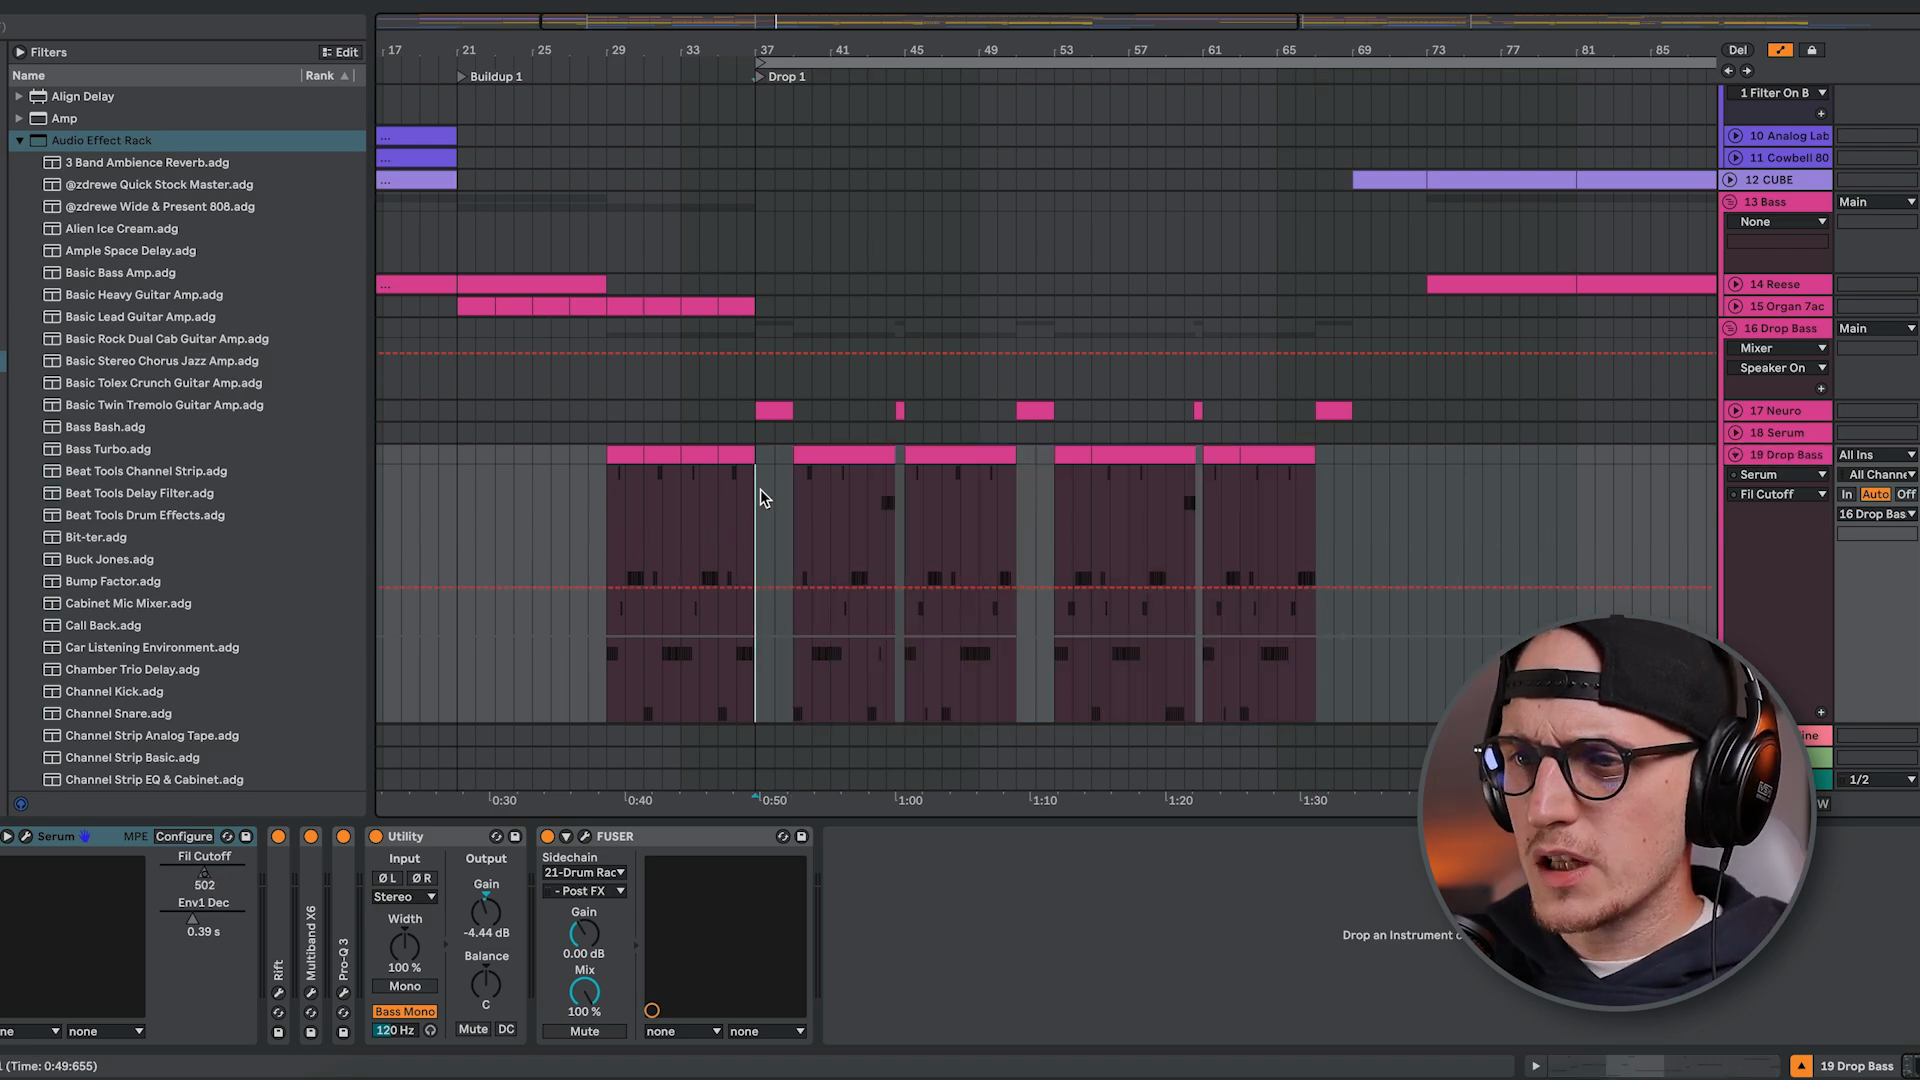 Filters
Edit
Name
Rank
Align Delay
Amp
Audio Effect Rack
3 Band Ambience Reverb.adg
@zdrewe Quick Stock Master.adg
@zdrewe Wide & Present 808.adg
Alien Ice Cream.adg
Ample Space Delay.adg
Basic Bass Amp.adg
Basic Heavy Guitar Amp.adg
Basic Lead Guitar Amp.adg
Basic Rock Dual Cab Guitar Amp.adg
Basic Stereo Chorus Jazz Amp.adg
Basic Tolex Crunch Guitar Amp.adg
Basic Twin Tremolo Guitar Amp.adg
Bass Bash.adg
Bass Turbo.adg
Beat Tools Channel Strip.adg
Beat Tools Delay Filter.adg
Beat Tools Drum Effects.adg
Bit-ter.adg
Buck Jones.adg
Bump Factor.adg
Cabinet Mic Mixer.adg
Call Back.adg
Car Listening Environment.adg
Chamber Trio Delay.adg
Channel Kick.adg
Channel Snare.adg
Channel Strip Analog Tape.adg
Channel Strip Basic.adg
Channel Strip EQ & Cabinet.adg
17 21 25 29 33 37 41 45 49 53 57 61 65 69 73 77 81 85
Buildup 1
Drop 1
...
...
...
...
0:30 0:40 0:50 1:00 1:10 1:20 1:30
Del
1 Filter On B
10 Analog Lab
11 Cowbell 80
12 CUBE
13 Bass
Main
None
14 Reese
15 Organ 7ac
16 Drop Bass
Main
Mixer
Speaker On
17 Neuro
18 Serum
19 Drop Bass
All Ins
Serum
All Channe
Fil Cutoff
In Auto Off
16 Drop Bas
ine
1/2
W
Serum
MPE
Configure
Fil Cutoff
502
Env1 Dec
0.39 s
ne
none
Rift
Multiband X6
Pro-Q 3
Utility
Input
Output
Ø L
Ø R
Stereo
Gain
-4.44 dB
Width
100 %
Balance
C
Mono
Bass Mono
120 Hz
Mute
DC
FUSER
Sidechain
21-Drum Rac
- Post FX
Gain
0.00 dB
Mix
100 %
Mute
none
none
Drop an Instrument
(Time: 0:49:655)
19 Drop Bass